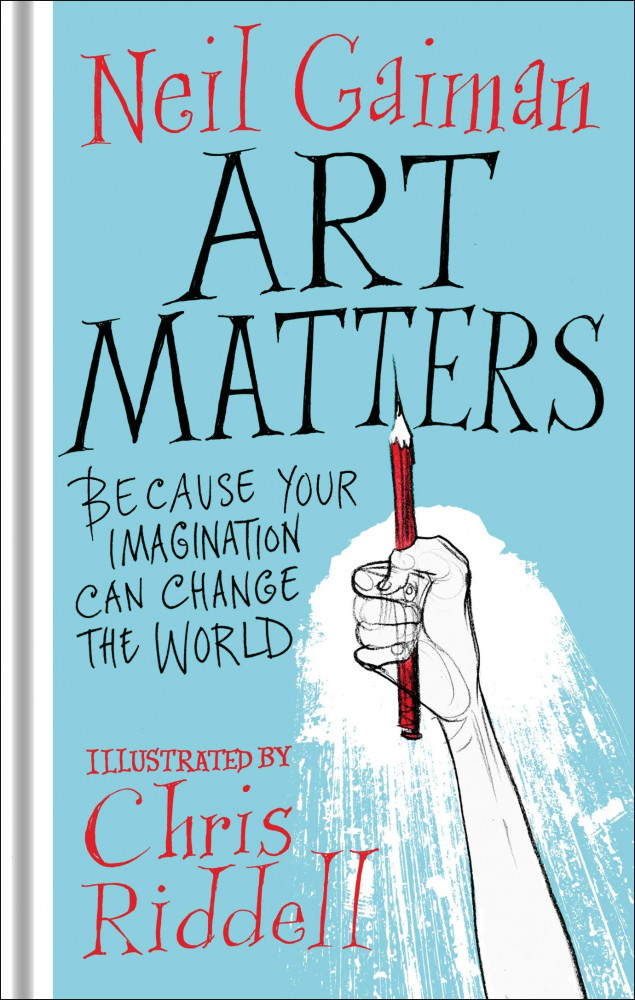 Neil Gaiman
ART
MATTERS
BECAUSE YOUR
IMAGINATION
CAN CHANGE
THE WORLD
ILLUSTRATED BY
Chris
Riddell